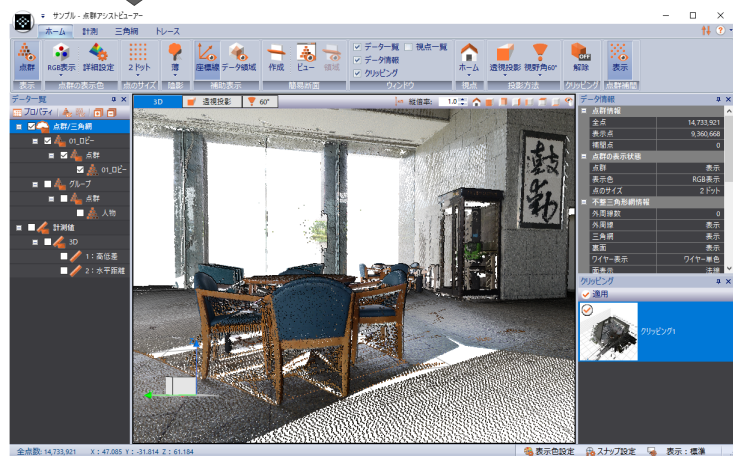 サンプル - 点群アシストビューアー
ホーム 計測 三角網 トレース
点群 RGB表示 詳細設定 2 ドット 薄 座標線 データ領域 作成 ビュー 領域 データ一覧 視点一覧 データ情報 クリッピング ホーム 透視投影 視野角60° 解除 OFF 表示
表示 点群の表示色 点のサイズ 陰影 補助表示 簡易断面 ウィンドウ 視点 投影方法 クリッピング 点群補間
データ一覧
プロパティ
点群/三角網
01_ロビー
点群
01_ロビー
グループ
点群
人物
計測値
3D
1:高低差
2:水平距離
3D 透視投影 60° 縦倍率: 1.0
データ情報
点群情報
全点 14,733,921
表示点 9,360,668
補間点 0
点群の表示状態
点群 表示
表示色 RGB表示
点のサイズ 2 ドット
不整三角形網情報
外周線数 0
外周線 表示
三角網 表示
裏面 表示
ワイヤー表示 ワイヤー単色
面表示 法線
クリッピング
適用
クリッピング1
全点数: 14,733,921 X : 47.085 Y : -31.814 Z : 61.184 表示色設定 スナップ設定 表示:標準